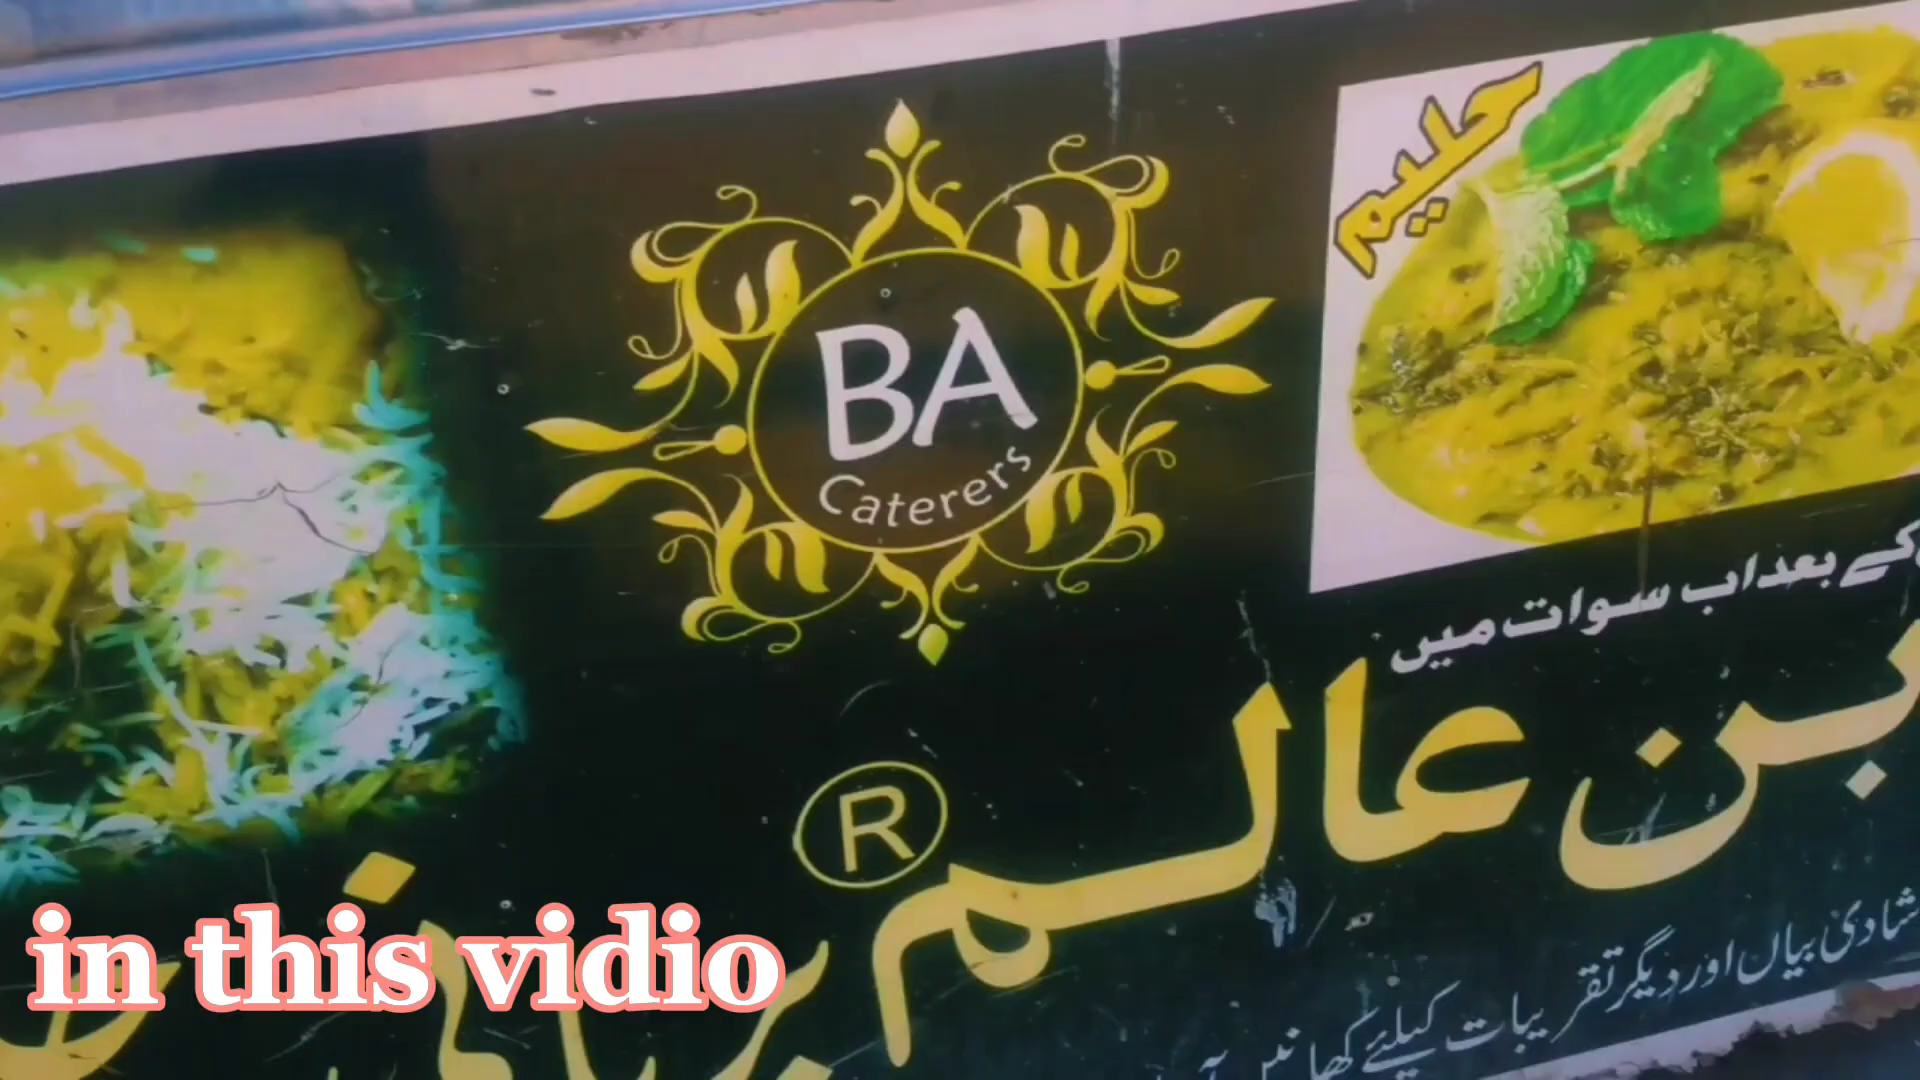 BA
Caterers
حلیم
کے بعد اب سوات میں
بن عالم ®
بریانی
شادی بیاں اور دیگر تقریبات کیلئے کھانے
in this vidio